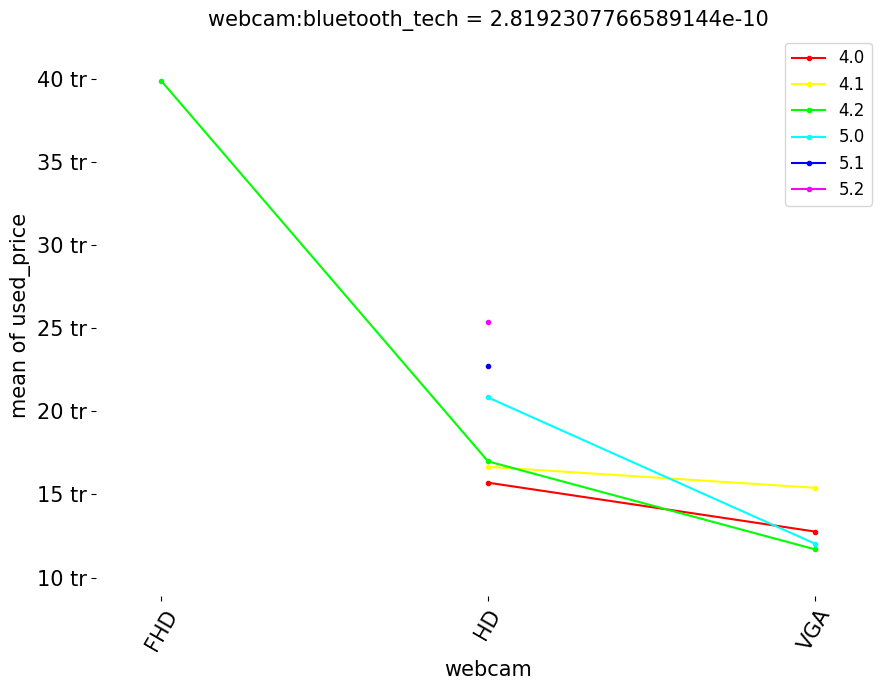 webcam:bluetooth_tech = 2.8192307766589144e-10
4.0
4.1
4.2
5.0
5.1
5.2
mean of used_price
40 tr
35 tr
30 tr
25 tr
20 tr
15 tr
10 tr
FHD
HD
VGA
webcam